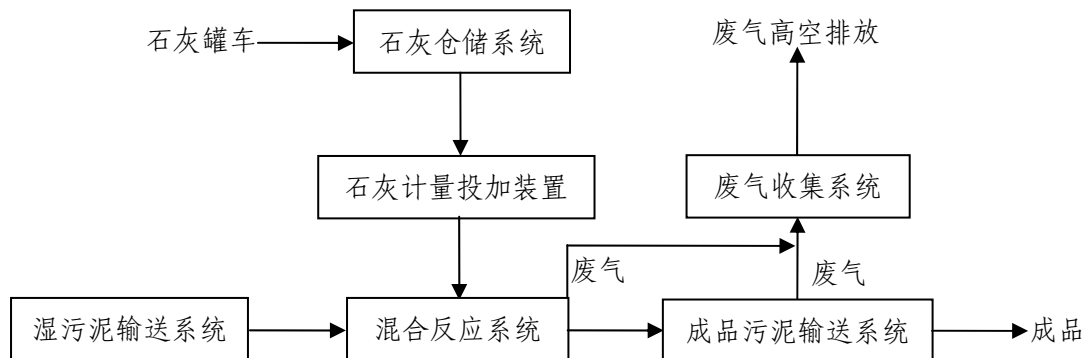 石灰罐车
石灰仓储系统
废气高空排放
石灰计量投加装置
废气收集系统
废气
废气
湿污泥输送系统
混合反应系统
成品污泥输送系统
成品